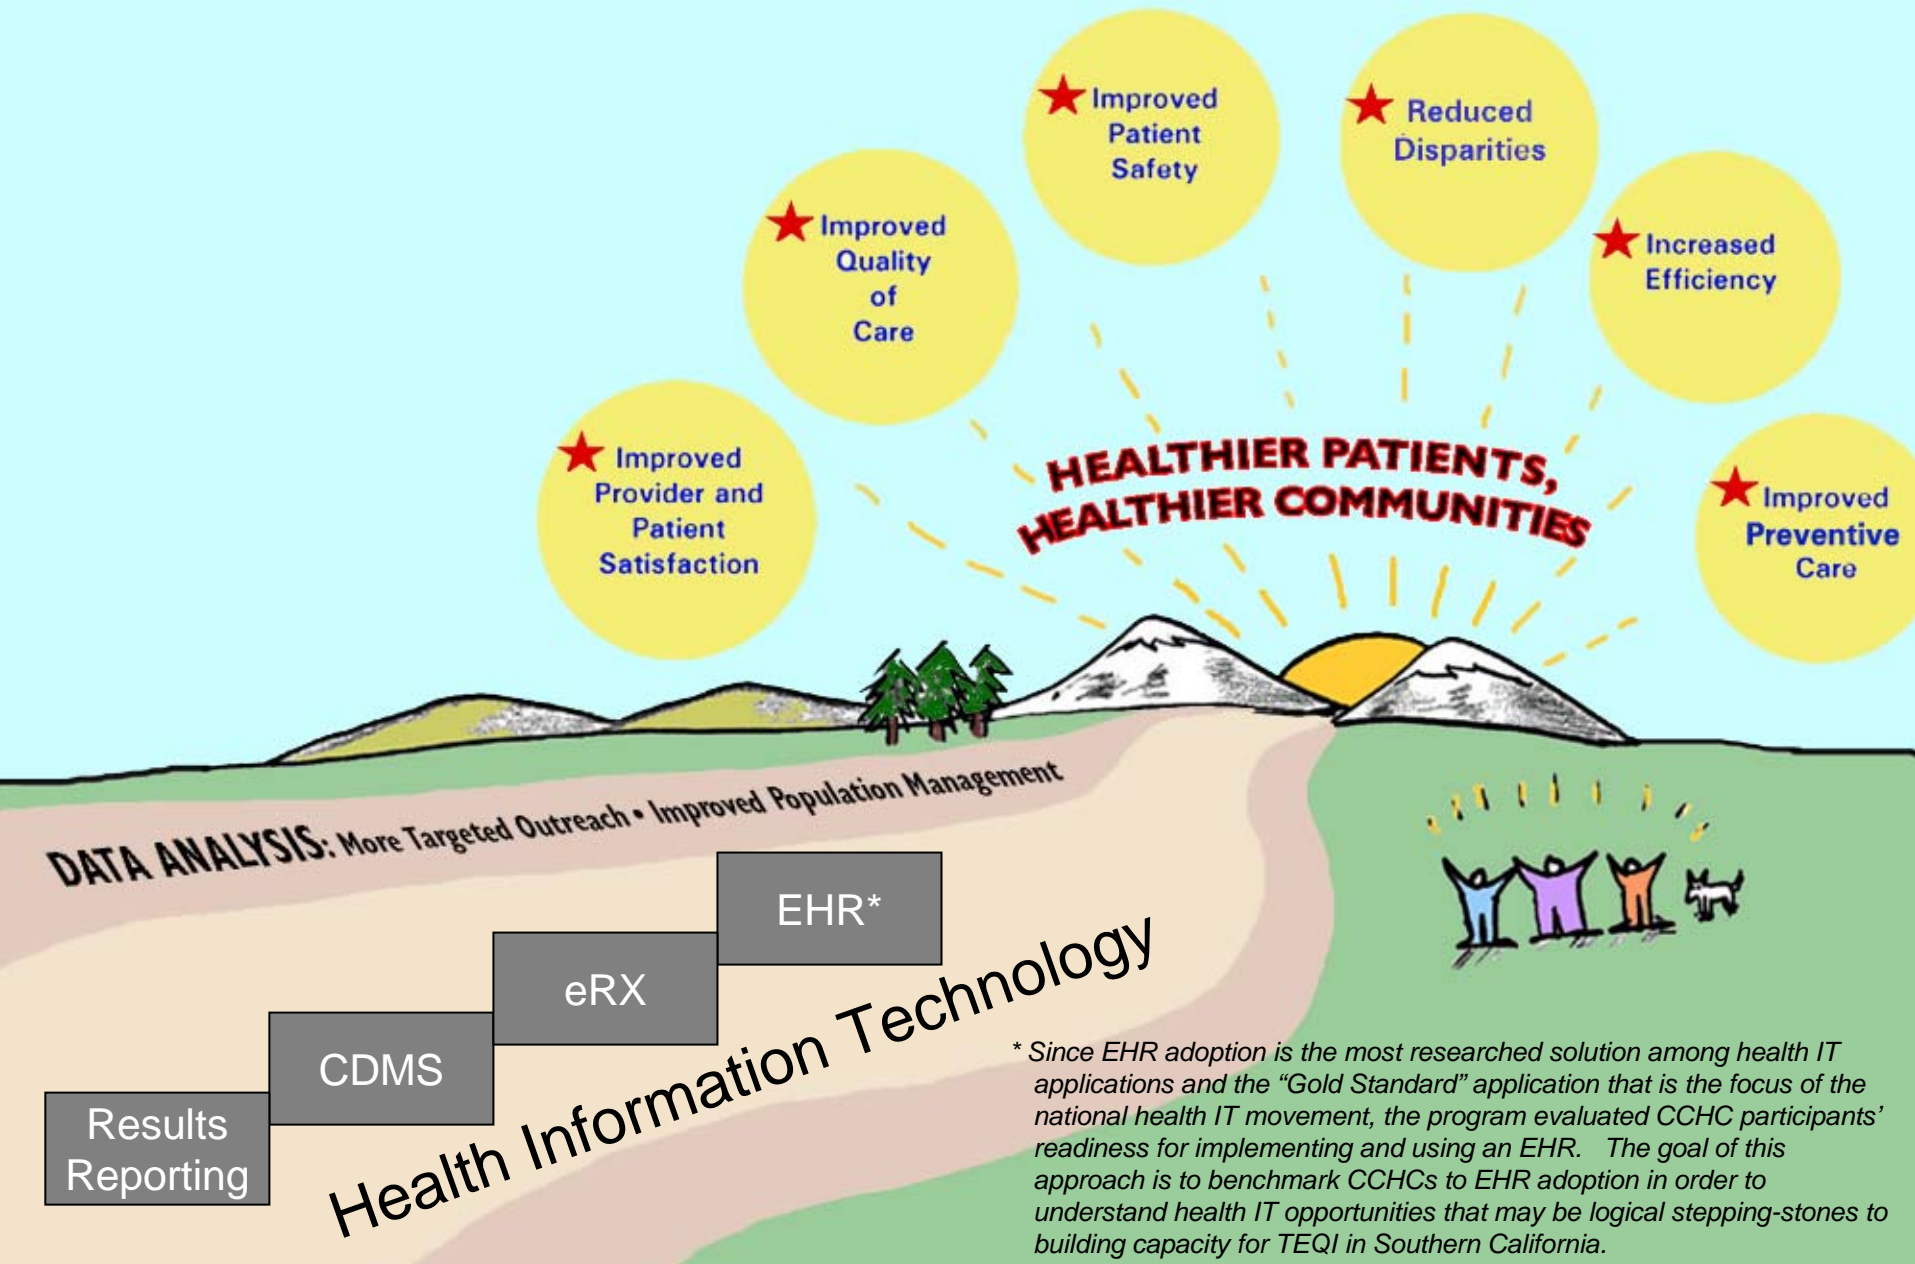 Improved
Patient
Safety
Reduced
Disparities
Improved
Quality
of
Care
Increased
Efficiency
Improved
Provider and
Patient
Satisfaction
HEALTHIER PATIENTS,
HEALTHIER COMMUNITIES
Improved
Preventive
Care
DATA ANALYSIS: More Targeted Outreach • Improved Population Management
EHR*
eRX
CDMS
Results
Reporting
Health Information Technology
* Since EHR adoption is the most researched solution among health IT
applications and the “Gold Standard” application that is the focus of the
national health IT movement, the program evaluated CCHC participants’
readiness for implementing and using an EHR. The goal of this
approach is to benchmark CCHCs to EHR adoption in order to
understand health IT opportunities that may be logical stepping-stones to
building capacity for TEQI in Southern California.